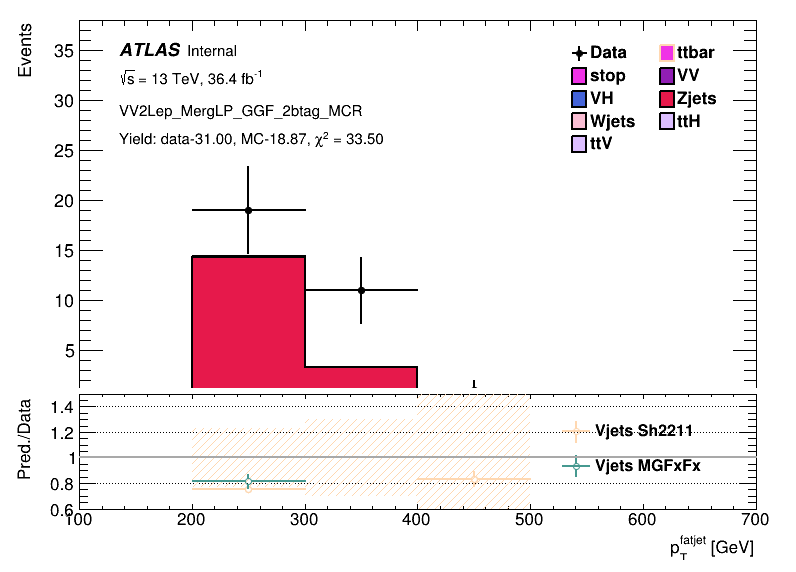 Events
35
30
25
20
15
10
5
ATLAS Internal
√s = 13 TeV, 36.4 fb⁻¹
VV2Lep_MergLP_GGF_2btag_MCR
Yield: data-31.00, MC-18.87, χ² = 33.50
Data ttbar
stop VV
VH Zjets
Wjets ttH
ttV
Pred./Data
1.4
1.2
1
0.8
0.6
Vjets Sh2211
Vjets MGFxFx
100 200 300 400 500 600 700
p_T^fatjet [GeV]